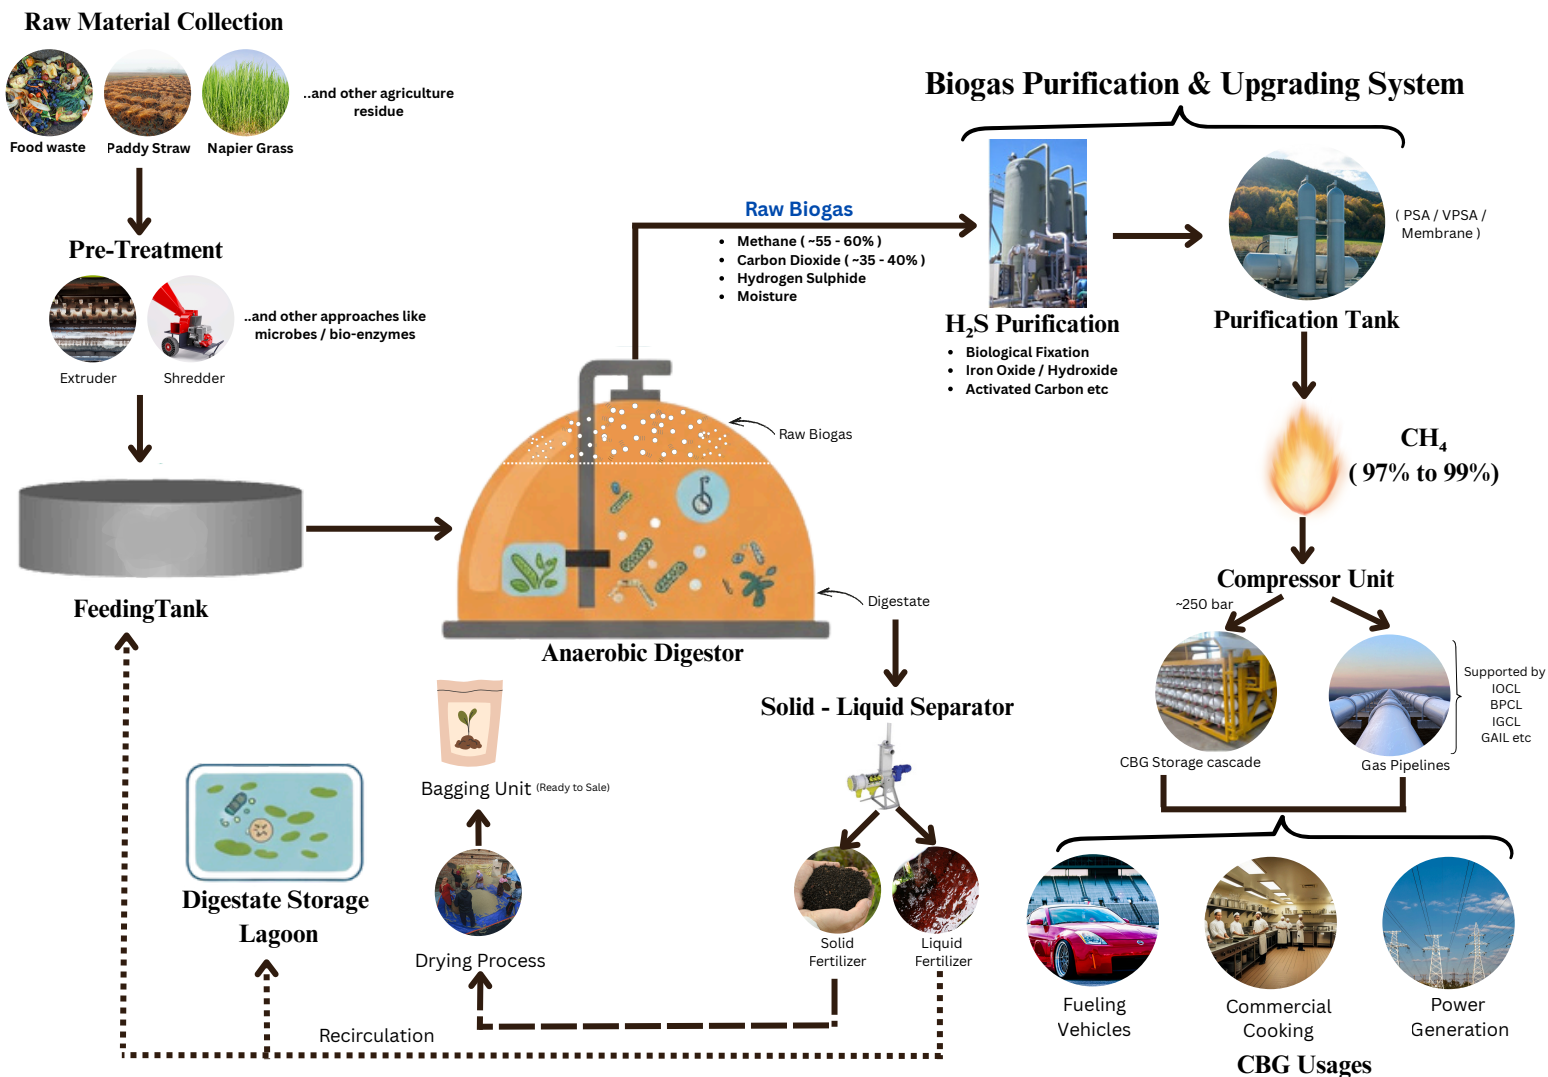 Raw Material Collection
Food waste
Paddy Straw
Napier Grass
..and other agriculture
residue
Pre-Treatment
Extruder
Shredder
..and other approaches like
microbes / bio-enzymes
FeedingTank
Raw Biogas
• Methane ( ~55 - 60% )
• Carbon Dioxide ( ~35 - 40% )
• Hydrogen Sulphide
• Moisture
Raw Biogas
Digestate
Anaerobic Digestor
Biogas Purification & Upgrading System
H₂S Purification
• Biological Fixation
• Iron Oxide / Hydroxide
• Activated Carbon etc
( PSA / VPSA /
Membrane )
Purification Tank
CH₄
( 97% to 99%)
Compressor Unit
~250 bar
CBG Storage cascade
Gas Pipelines
Supported by
IOCL
BPCL
IGCL
GAIL etc
Solid - Liquid Separator
Solid
Fertilizer
Liquid
Fertilizer
Bagging Unit (Ready to Sale)
Drying Process
Digestate Storage
Lagoon
Recirculation
Fueling
Vehicles
Commercial
Cooking
Power
Generation
CBG Usages